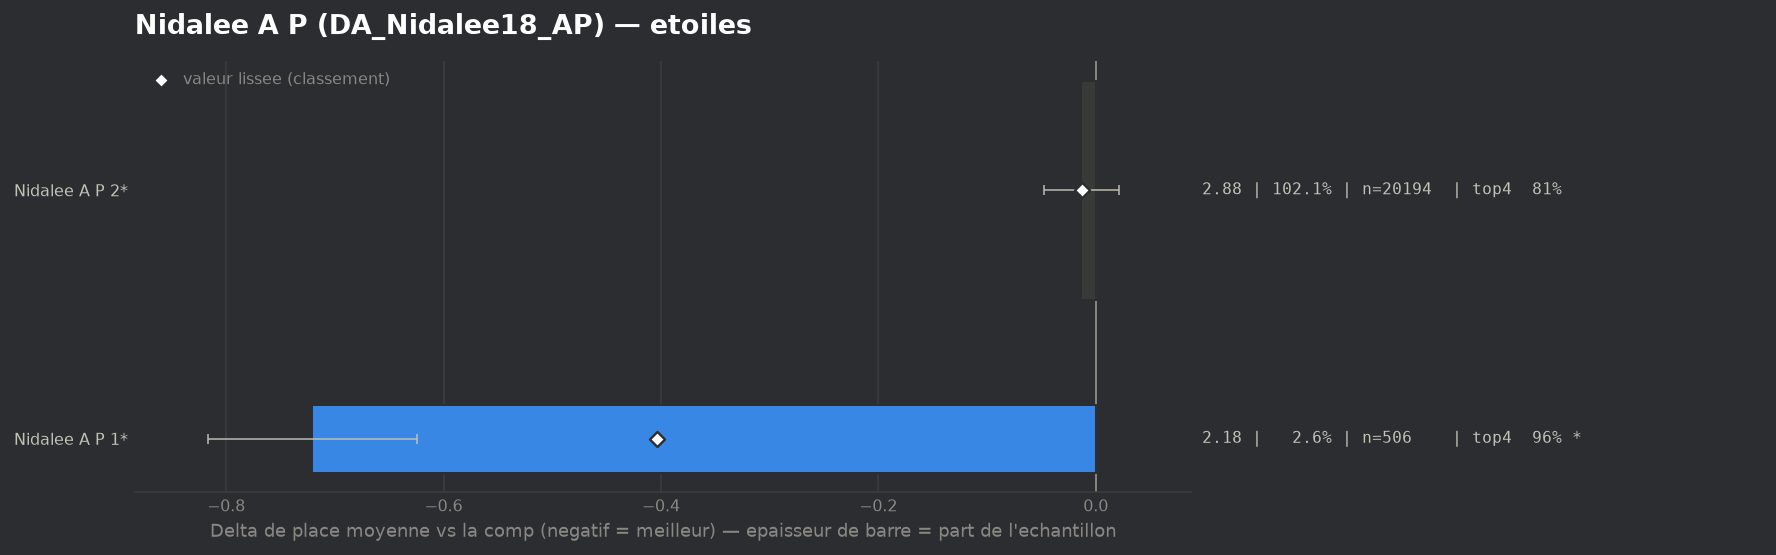 Nidalee A P (DA_Nidalee18_AP) — etoiles
valeur lissee (classement)
Nidalee A P 2*
2.88 | 102.1% | n=20194  | top4  81%
Nidalee A P 1*
2.18 |   2.6% | n=506    | top4  96% *
−0.8 −0.6 −0.4 −0.2 0.0
Delta de place moyenne vs la comp (negatif = meilleur) — epaisseur de barre = part de l'echantillon